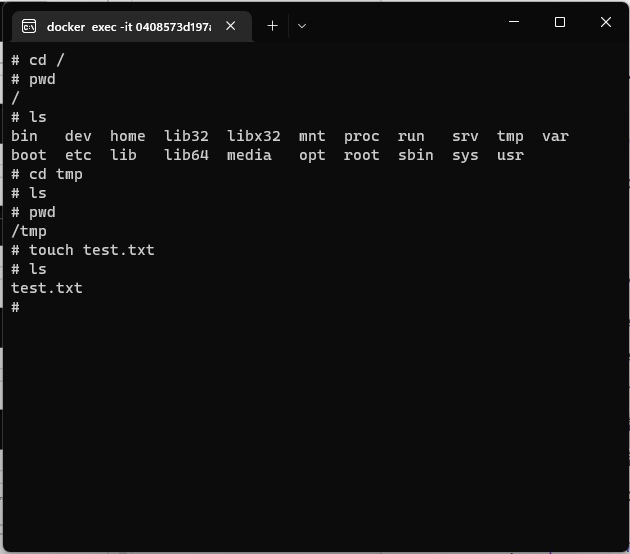 docker exec -it 0408573d197
# cd /
# pwd
/
# ls
bin   dev  home  lib32  libx32  mnt  proc  run   srv  tmp  var
boot  etc  lib   lib64  media   opt  root  sbin  sys  usr
# cd tmp
# ls
# pwd
/tmp
# touch test.txt
# ls
test.txt
#